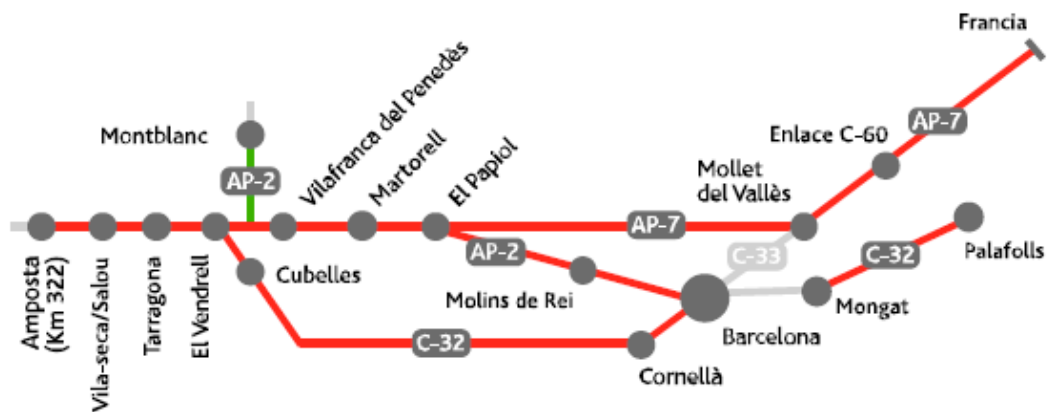 Francia
AP-7
Enlace C-60
Mollet
del Vallès
Montblanc
AP-2
Vilafranca del Penedès
Martorell
El Papiol
AP-7
AP-2
C-33
C-32
Palafolls
Amposta
(Km 322)
Vila-seca/Salou
Tarragona
El Vendrell
Cubelles
Molins de Rei
Mongat
Barcelona
C-32
Cornellà